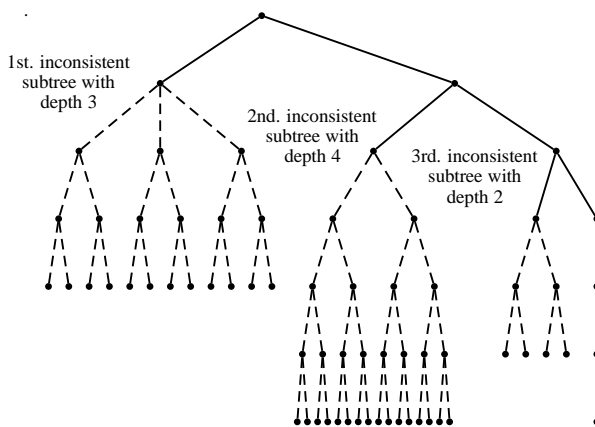 1st. inconsistent
subtree with
depth 3
2nd. inconsistent
subtree with
depth 4
3rd. inconsistent
subtree with
depth 2